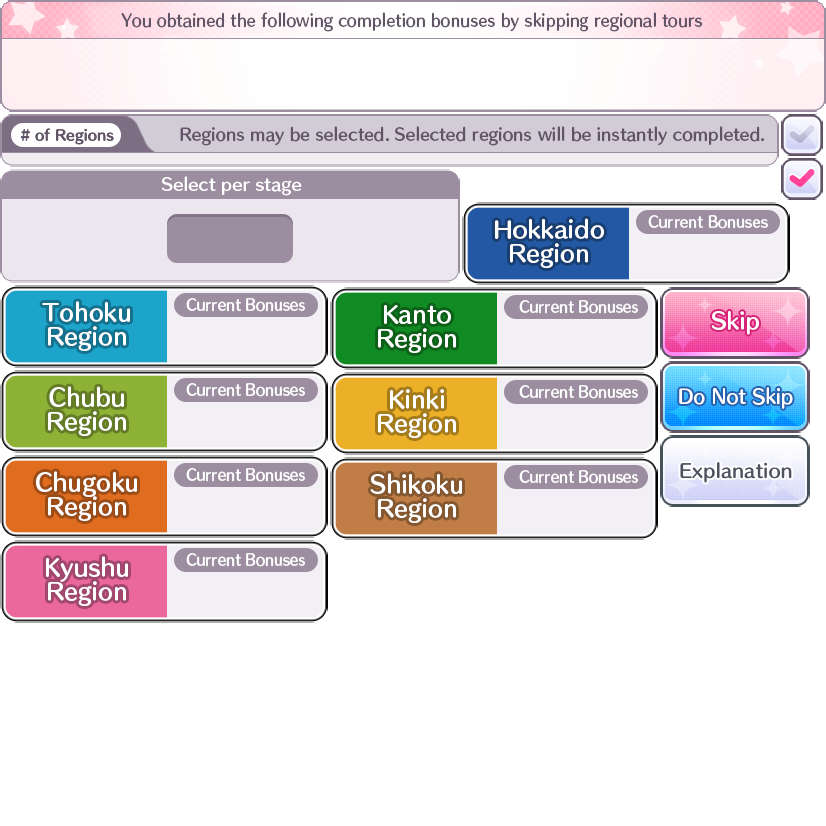 You obtained the following completion bonuses by skipping regional tours
# of Regions
Regions may be selected. Selected regions will be instantly completed.
Select per stage
Hokkaido
Region
Current Bonuses
Tohoku
Region
Current Bonuses
Kanto
Region
Current Bonuses
Skip
Chubu
Region
Current Bonuses
Kinki
Region
Current Bonuses
Do Not Skip
Chugoku
Region
Current Bonuses
Shikoku
Region
Current Bonuses
Explanation
Kyushu
Region
Current Bonuses